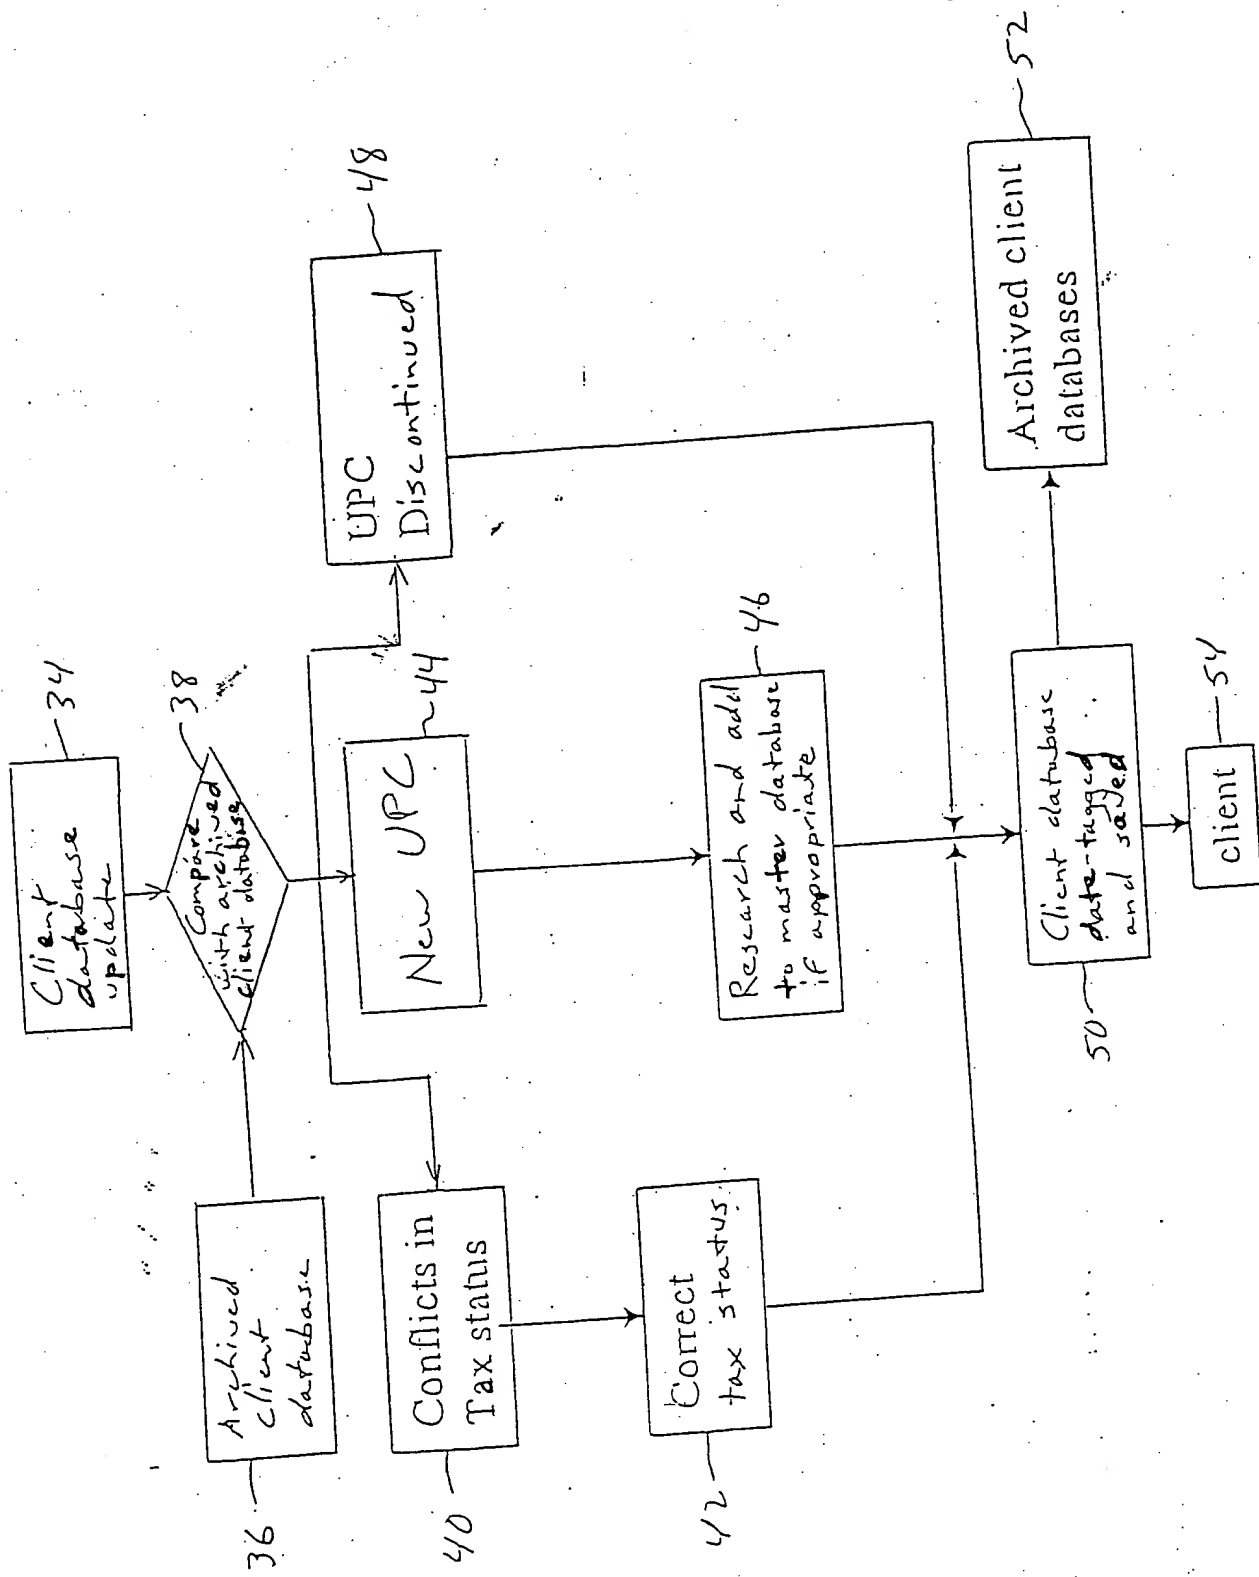 34
Client
database
update
38
Compare
with archived
client database
36
Archived
client
database
40
Conflicts in
Tax status
44
New UPC
48
UPC
Discontinued
42
Correct
tax status
46
Research and add
to master database
if appropriate
50
Client database
date-tagged
and saved
52
Archived client
databases
54
client